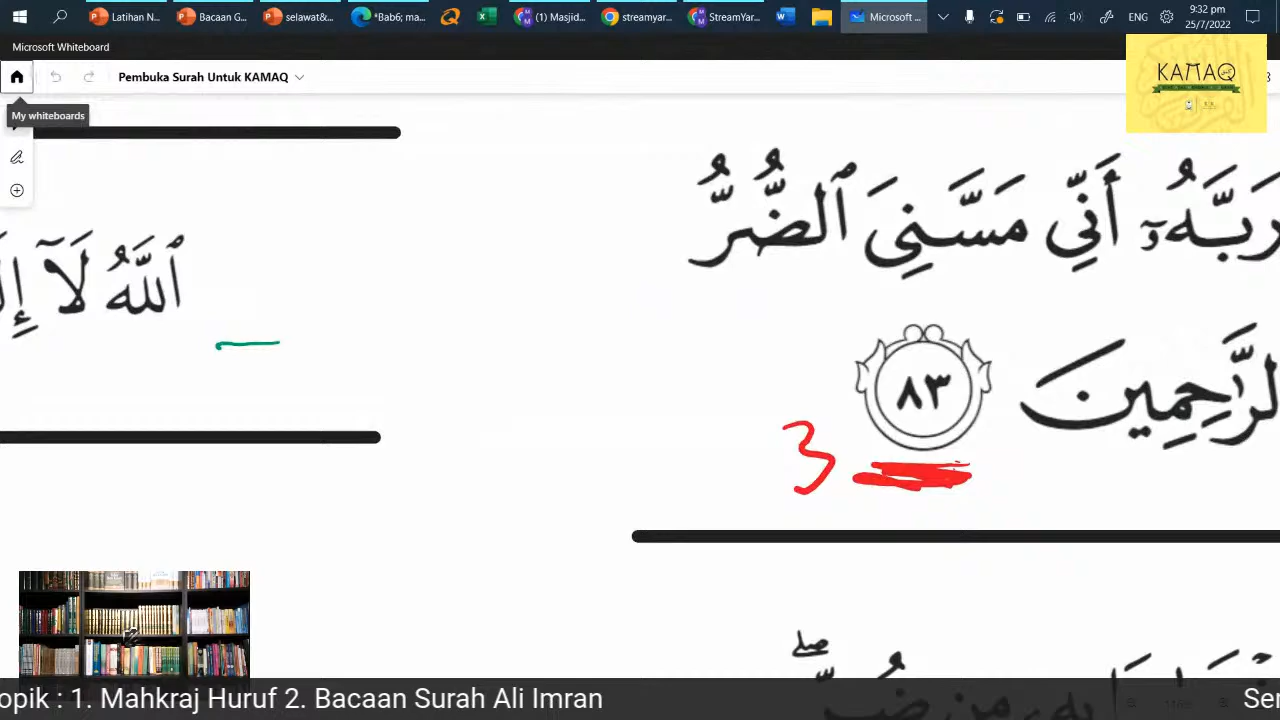 Latihan N...
Bacaan G...
selawat&...
*Bab6; ma...
(1) Masjid...
streamyar...
StreamYar...
Microsoft ...
ENG
9:32 pm
25/7/2022
Microsoft Whiteboard
Pembuka Surah Untuk KAMAQ
KAMAQ
My whiteboards
رَبَّهُۥٓ أَنِّي مَسَّنِيَ ٱلضُّرُّ
ٱللَّهُ لَآ
ٱلرَّٰحِمِينَ ٨٣
3
بِهِۦ مِن ضُرٍّۖ
opik : 1. Mahkraj Huruf 2. Bacaan Surah Ali Imran
Ser